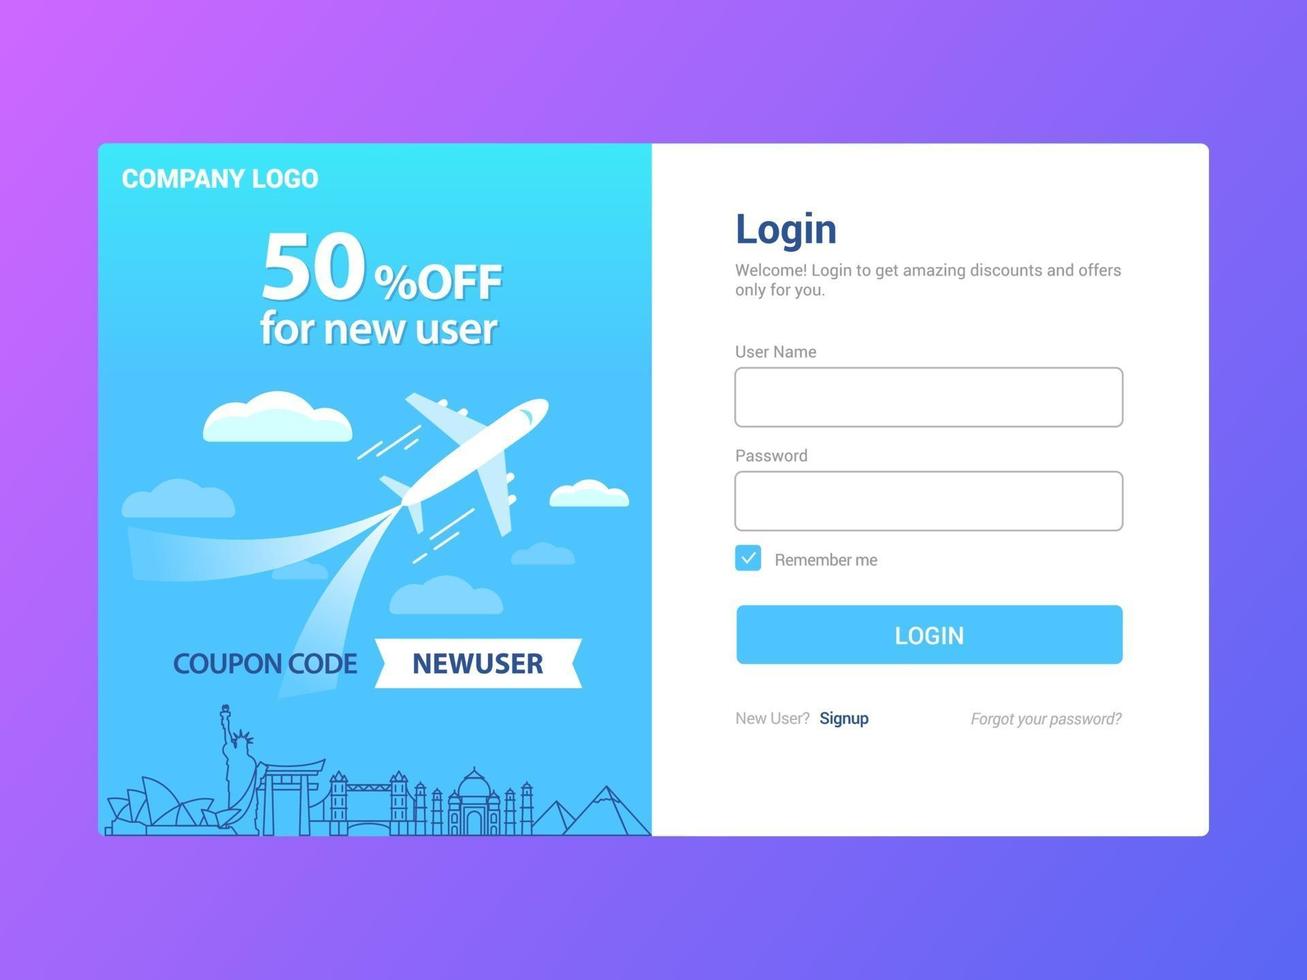 COMPANY LOGO
50 %OFF
for new user
COUPON CODE NEWUSER
Login
Welcome! Login to get amazing discounts and offers
only for you.
User Name
Password
Remember me
LOGIN
New User? Signup
Forgot your password?